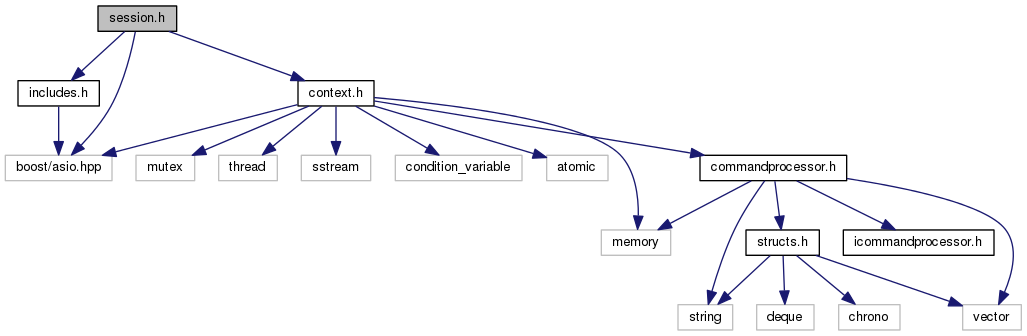 session.h
includes.h
context.h
boost/asio.hpp
mutex
thread
sstream
condition_variable
atomic
commandprocessor.h
memory
structs.h
icommandprocessor.h
string
deque
chrono
vector